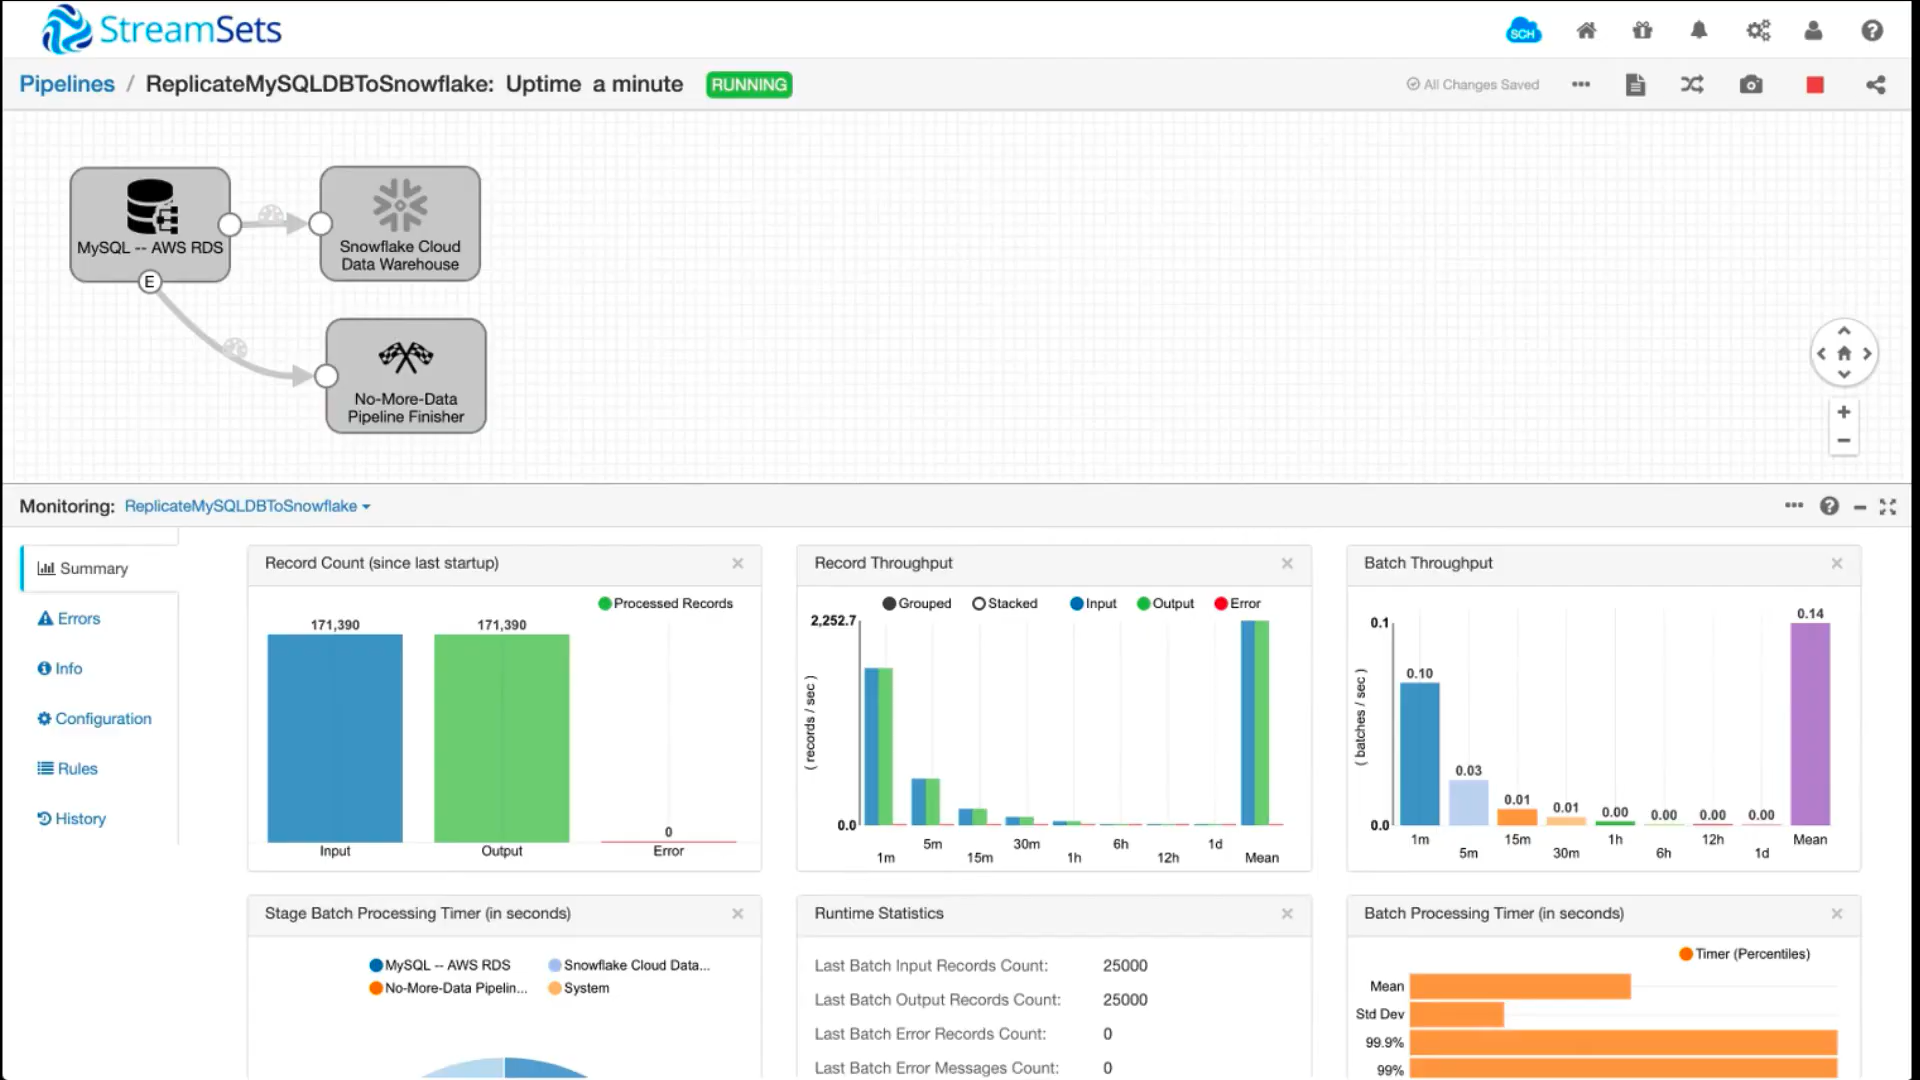 StreamSets
SCH
Pipelines / ReplicateMySQLDBToSnowflake: Uptime a minute RUNNING
All Changes Saved
MySQL -- AWS RDS
E
Snowflake Cloud
Data Warehouse
No-More-Data
Pipeline Finisher
Monitoring: ReplicateMySQLDBToSnowflake
Summary
Errors
Info
Configuration
Rules
History
Record Count (since last startup)
Processed Records
171,390 171,390 0
Input Output Error
Record Throughput
Grouped Stacked Input Output Error
2,252.7
( records / sec )
0.0
1m 5m 15m 30m 1h 6h 12h 1d Mean
Batch Throughput
0.1
( batches / sec )
0.0
0.10 0.03 0.01 0.01 0.00 0.00 0.00 0.00 0.14
1m 5m 15m 30m 1h 6h 12h 1d Mean
Stage Batch Processing Timer (in seconds)
MySQL -- AWS RDS Snowflake Cloud Data...
No-More-Data Pipelin... System
Runtime Statistics
Last Batch Input Records Count: 25000
Last Batch Output Records Count: 25000
Last Batch Error Records Count: 0
Last Batch Error Messages Count: 0
Batch Processing Timer (in seconds)
Timer (Percentiles)
Mean
Std Dev
99.9%
99%